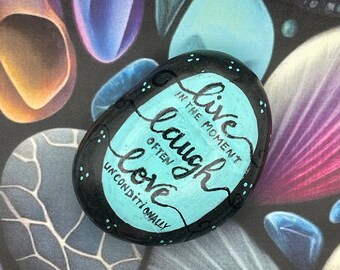 live
IN THE MOMENT
laugh
OFTEN
love
UNCONDITIONALLY